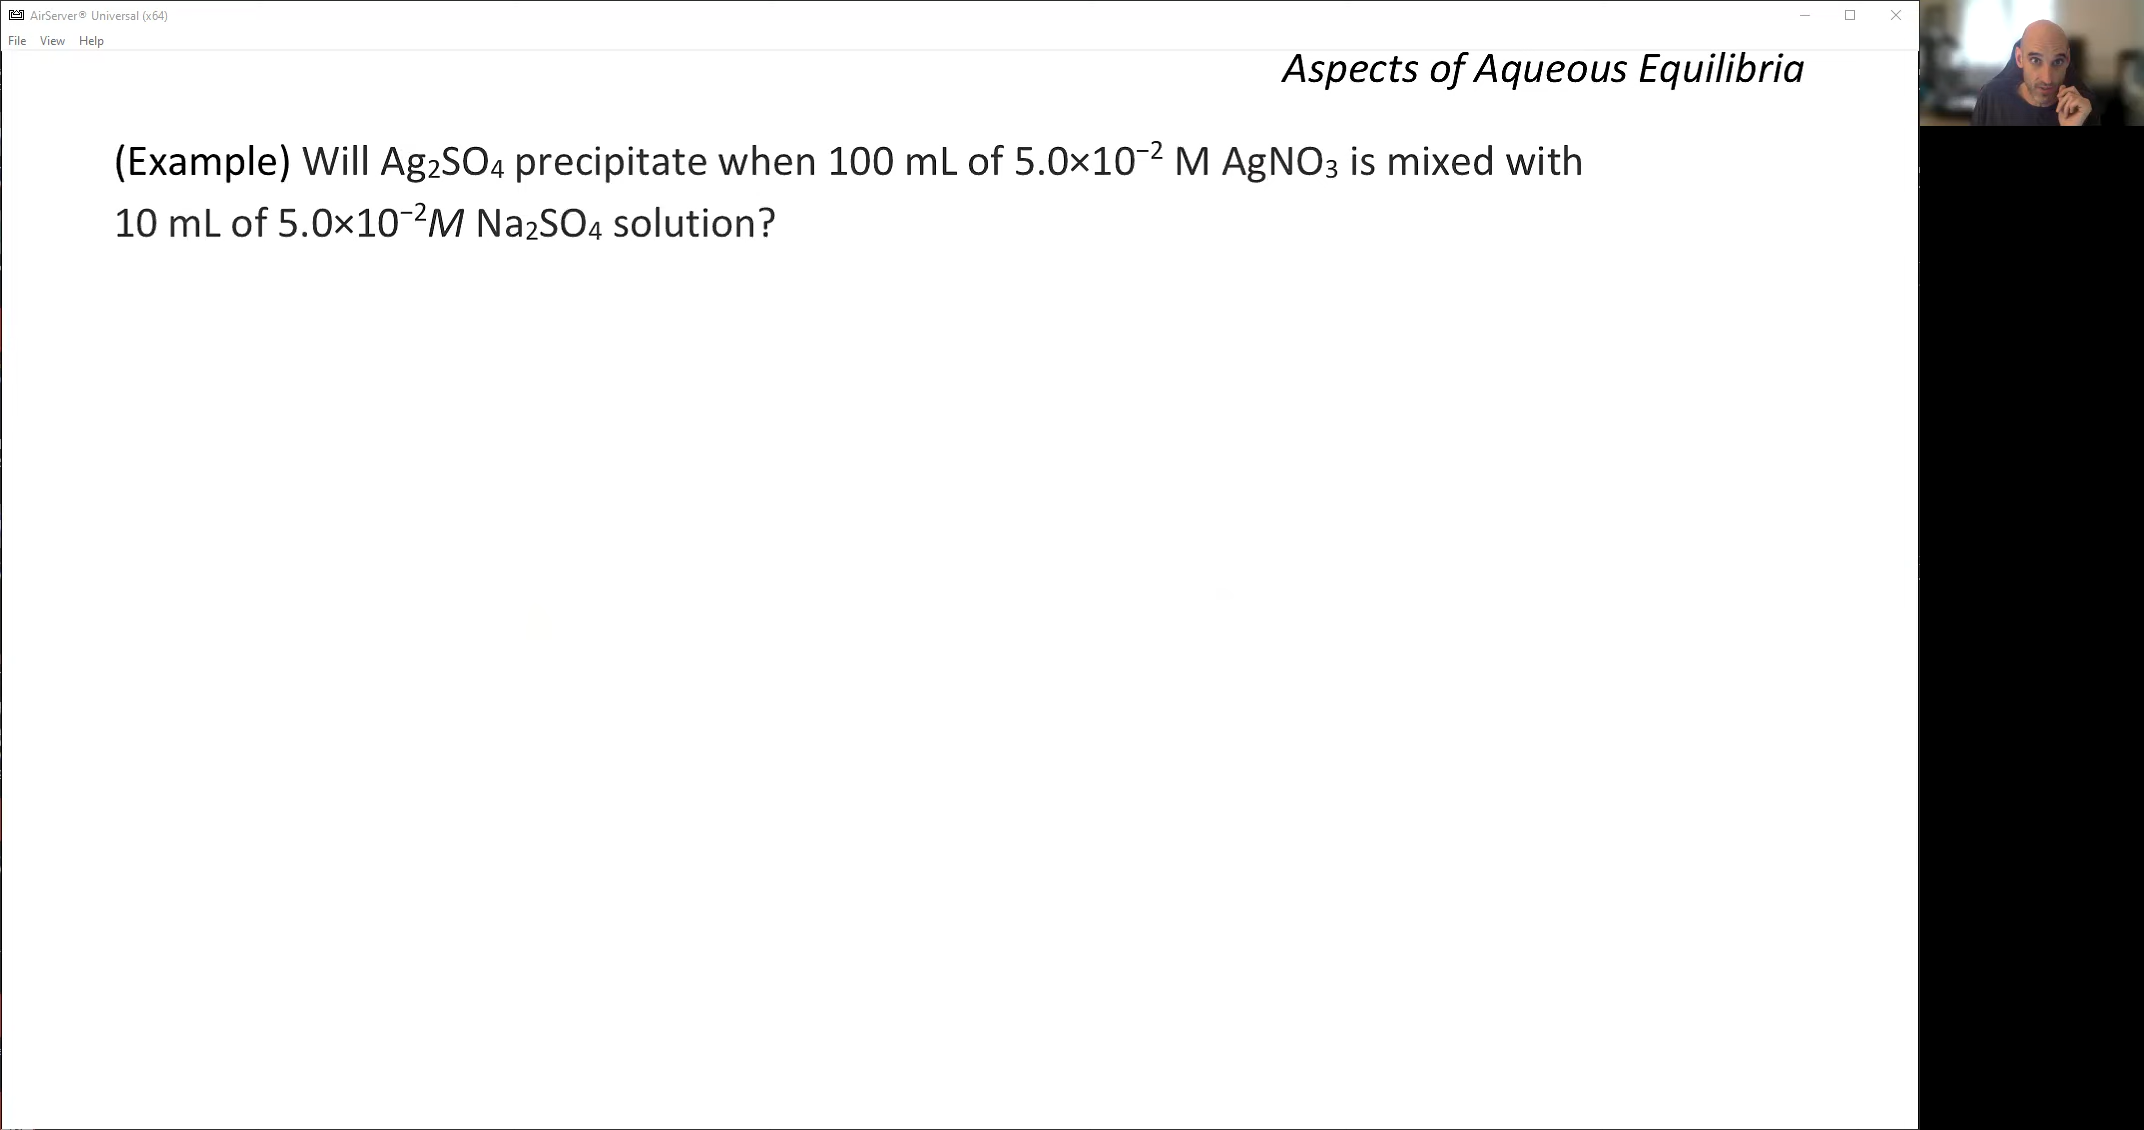 AirServer® Universal (x64)
File View Help
Aspects of Aqueous Equilibria
(Example) Will Ag₂SO₄ precipitate when 100 mL of 5.0×10⁻² M AgNO₃ is mixed with
10 mL of 5.0×10⁻²M Na₂SO₄ solution?